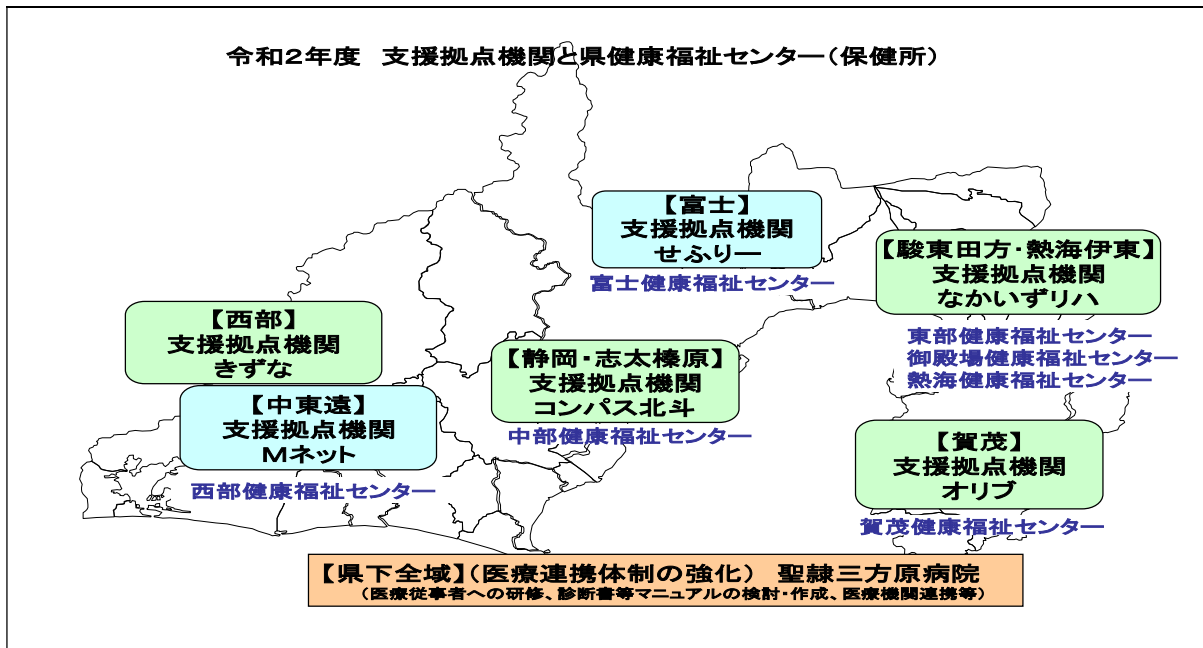 令和2年度 支援拠点機関と県健康福祉センター(保健所)
【富士】
支援拠点機関
せふりー
富士健康福祉センター
【駿東田方・熱海伊東】
支援拠点機関
なかいずリハ
東部健康福祉センター
御殿場健康福祉センター
熱海健康福祉センター
【西部】
支援拠点機関
きずな
【中東遠】
支援拠点機関
Mネット
西部健康福祉センター
【静岡・志太榛原】
支援拠点機関
コンパス北斗
中部健康福祉センター
【賀茂】
支援拠点機関
オリブ
賀茂健康福祉センター
【県下全域】(医療連携体制の強化) 聖隷三方原病院
(医療従事者への研修、診断書等マニュアルの検討・作成、医療機関連携等)